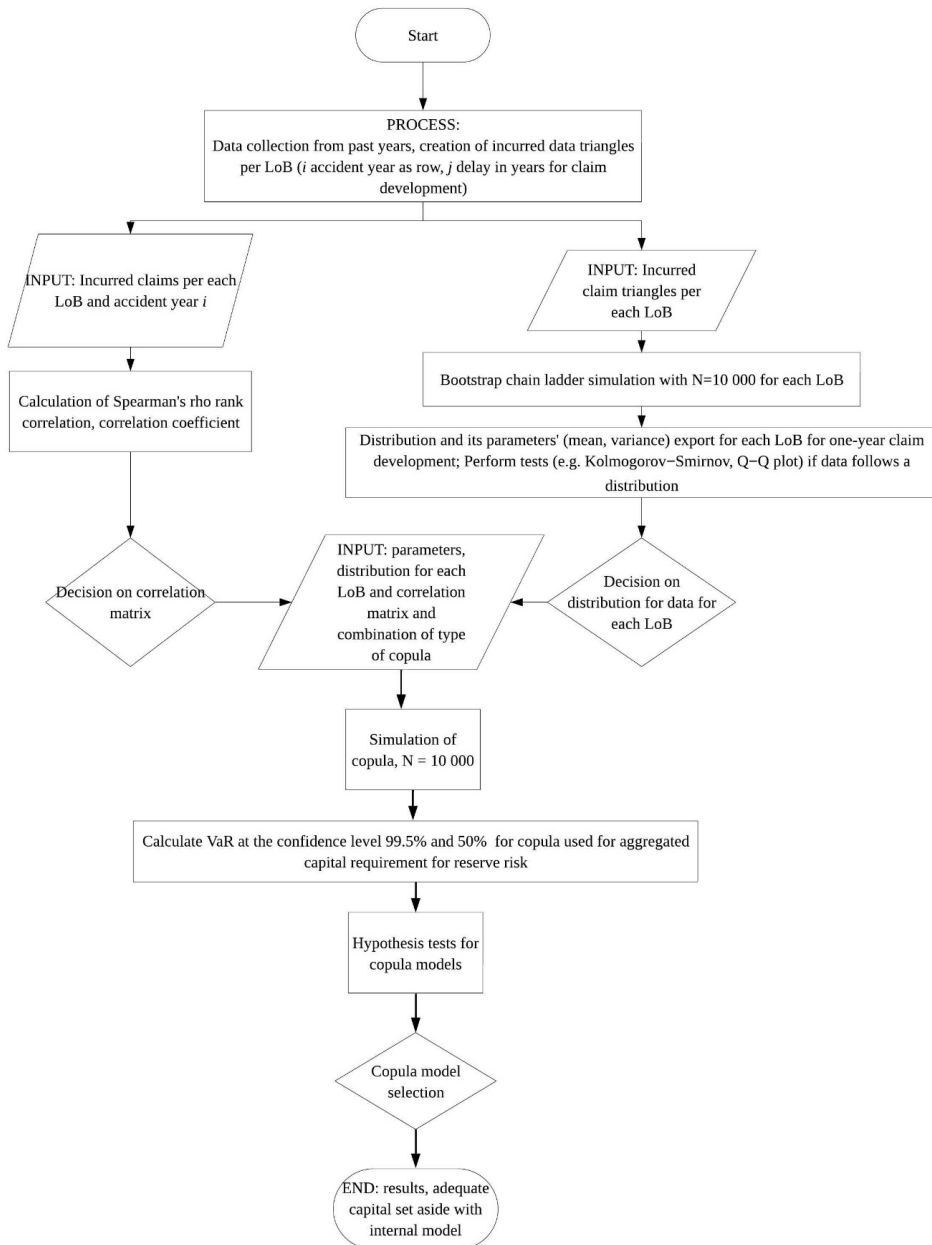 Start
PROCESS:
Data collection from past years, creation of incurred data triangles
per LoB (i accident year as row, j delay in years for claim
development)
INPUT: Incurred claims per each
LoB and accident year i
INPUT: Incurred
claim triangles per
each LoB
Calculation of Spearman's rho rank
correlation, correlation coefficient
Bootstrap chain ladder simulation with N=10 000 for each LoB
Distribution and its parameters' (mean, variance) export for each LoB for one-year claim
development; Perform tests (e.g. Kolmogorov−Smirnov, Q−Q plot) if data follows a
distribution
Decision on correlation
matrix
INPUT: parameters,
distribution for each
LoB and correlation
matrix and
combination of type
of copula
Decision on
distribution for data for
each LoB
Simulation of
copula, N = 10 000
Calculate VaR at the confidence level 99.5% and 50% for copula used for aggregated
capital requirement for reserve risk
Hypothesis tests for
copula models
Copula model
selection
END: results, adequate
capital set aside with
internal model